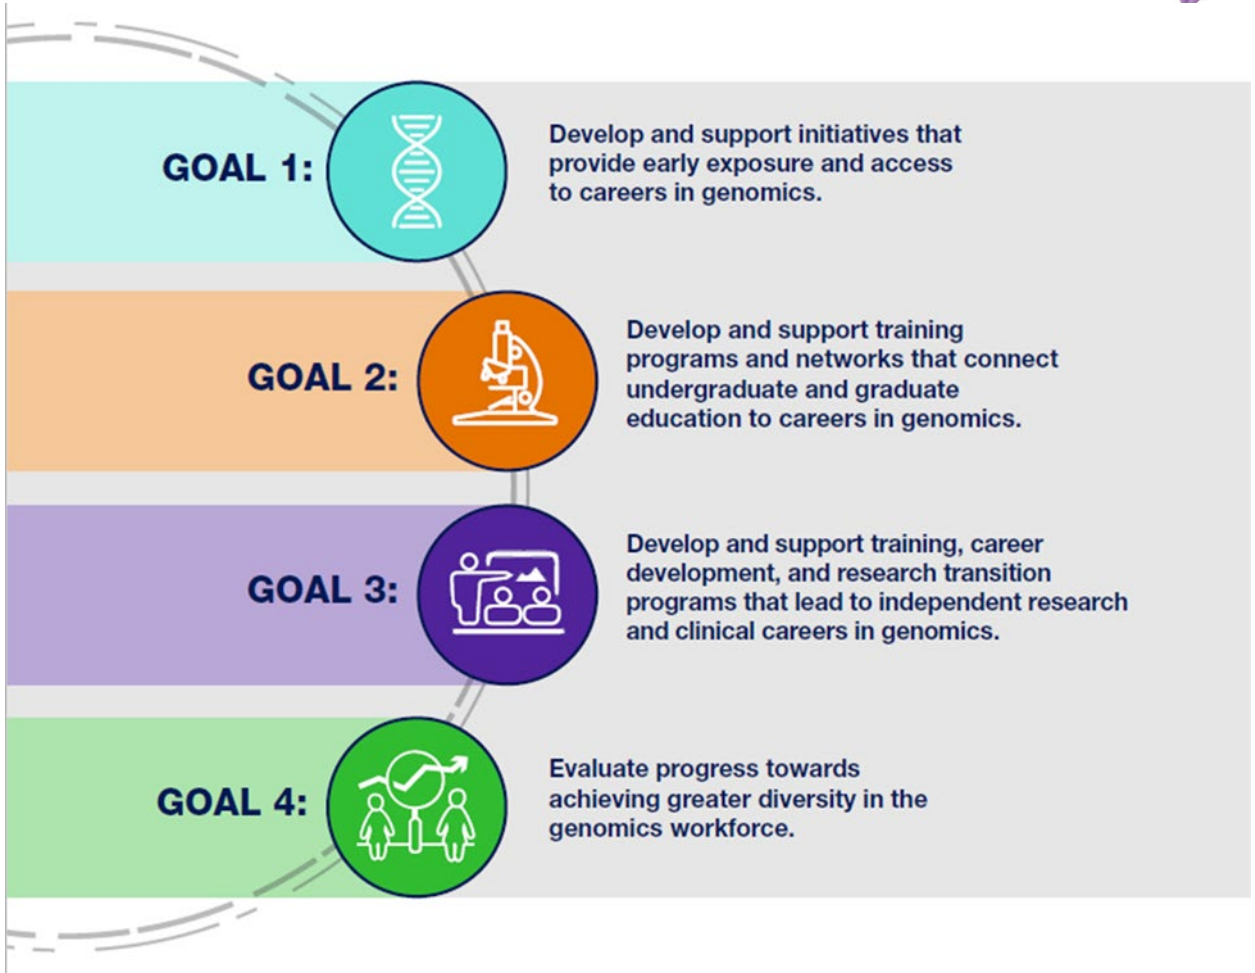 GOAL 1:
Develop and support initiatives that
provide early exposure and access
to careers in genomics.
GOAL 2:
Develop and support training
programs and networks that connect
undergraduate and graduate
education to careers in genomics.
GOAL 3:
Develop and support training, career
development, and research transition
programs that lead to independent research
and clinical careers in genomics.
GOAL 4:
Evaluate progress towards
achieving greater diversity in the
genomics workforce.